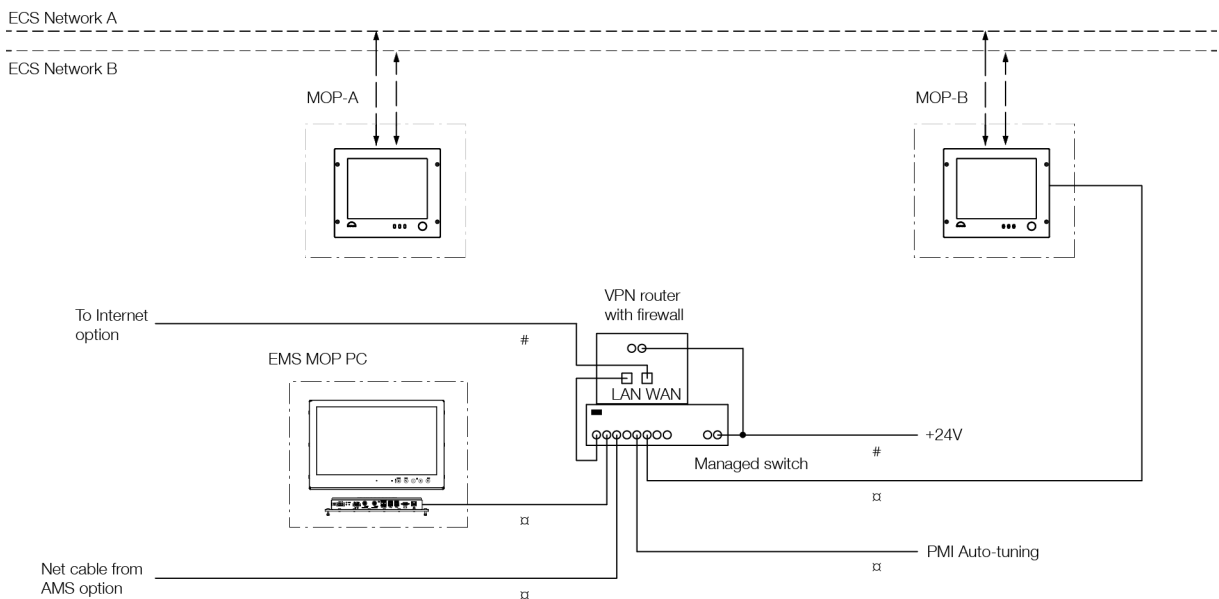 ECS Network A
ECS Network B
MOP-A
MOP-B
VPN router
with firewall
To Internet
option
#
EMS MOP PC
LAN WAN
+24V
#
Managed switch
¤
¤
PMI Auto-tuning
¤
Net cable from
AMS option
¤